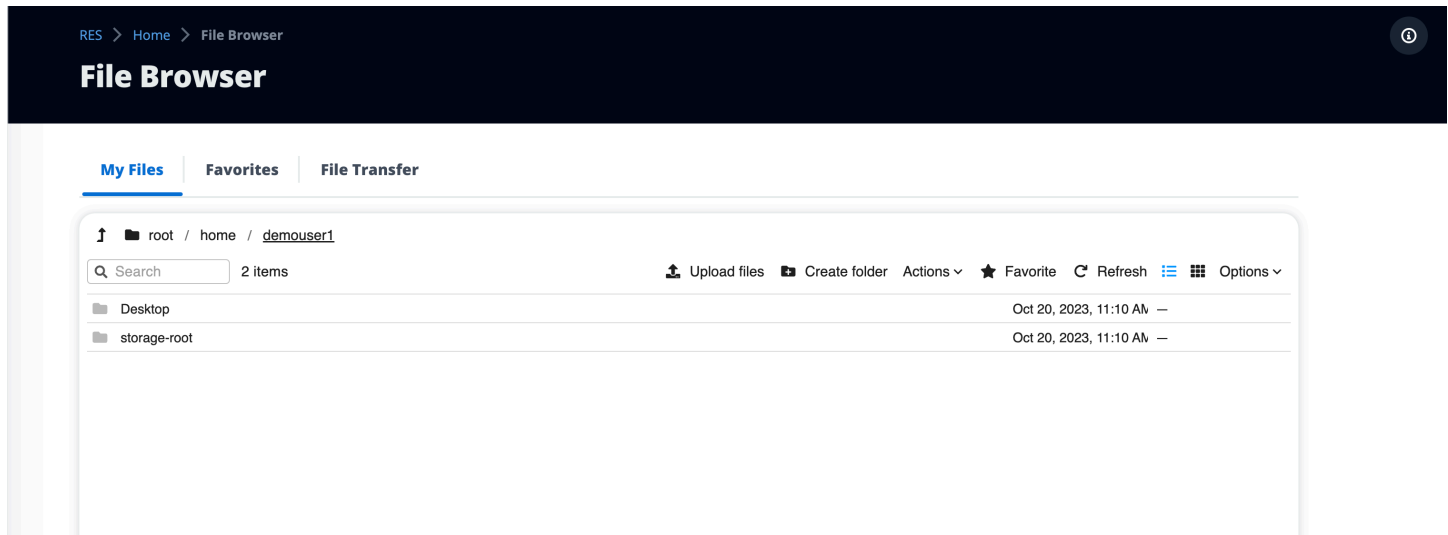 RES > Home > File Browser
File Browser
My Files Favorites File Transfer
root / home / demouser1
Search 2 items Upload files Create folder Actions Favorite Refresh Options
Desktop Oct 20, 2023, 11:10 AM —
storage-root Oct 20, 2023, 11:10 AM —